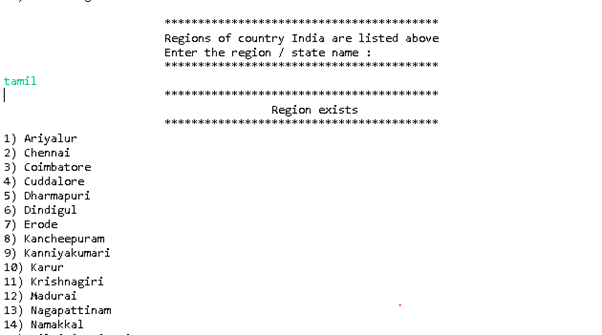 *****************************************
Regions of country India are listed above
Enter the region / state name :
*****************************************
tamil
*****************************************
Region exists
*****************************************
1) Ariyalur
2) Chennai
3) Coimbatore
4) Cuddalore
5) Dharmapuri
6) Dindigul
7) Erode
8) Kancheepuram
9) Kanniyakumari
10) Karur
11) Krishnagiri
12) Madurai
13) Nagapattinam
14) Namakkal